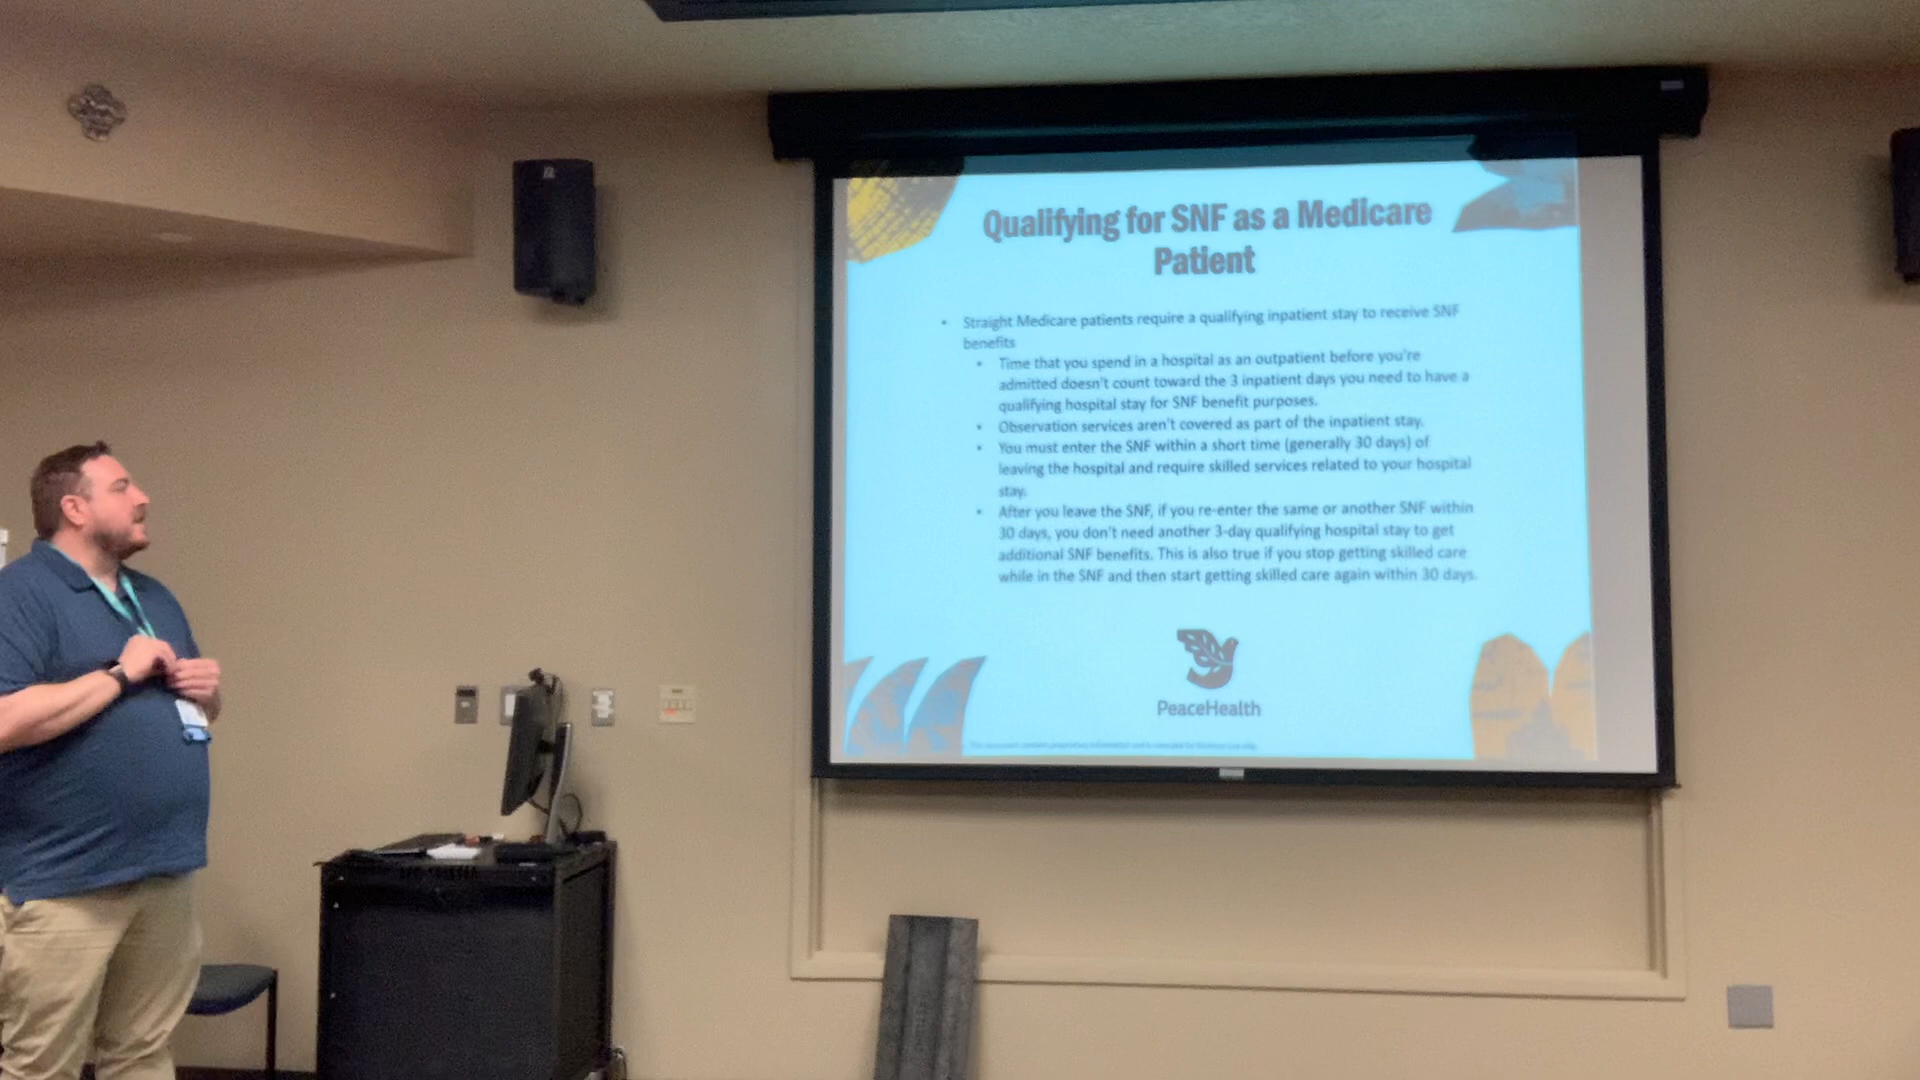 Qualifying for SNF as a Medicare
Patient
• Straight Medicare patients require a qualifying inpatient stay to receive SNF
benefits
• Time that you spend in a hospital as an outpatient before you're
admitted doesn't count toward the 3 inpatient days you need to have a
qualifying hospital stay for SNF benefit purposes.
• Observation services aren't covered as part of the inpatient stay.
• You must enter the SNF within a short time (generally 30 days) of
leaving the hospital and require skilled services related to your hospital
stay.
• After you leave the SNF, if you re-enter the same or another SNF within
30 days, you don't need another 3-day qualifying hospital stay to get
additional SNF benefits. This is also true if you stop getting skilled care
while in the SNF and then start getting skilled care again within 30 days.
PeaceHealth